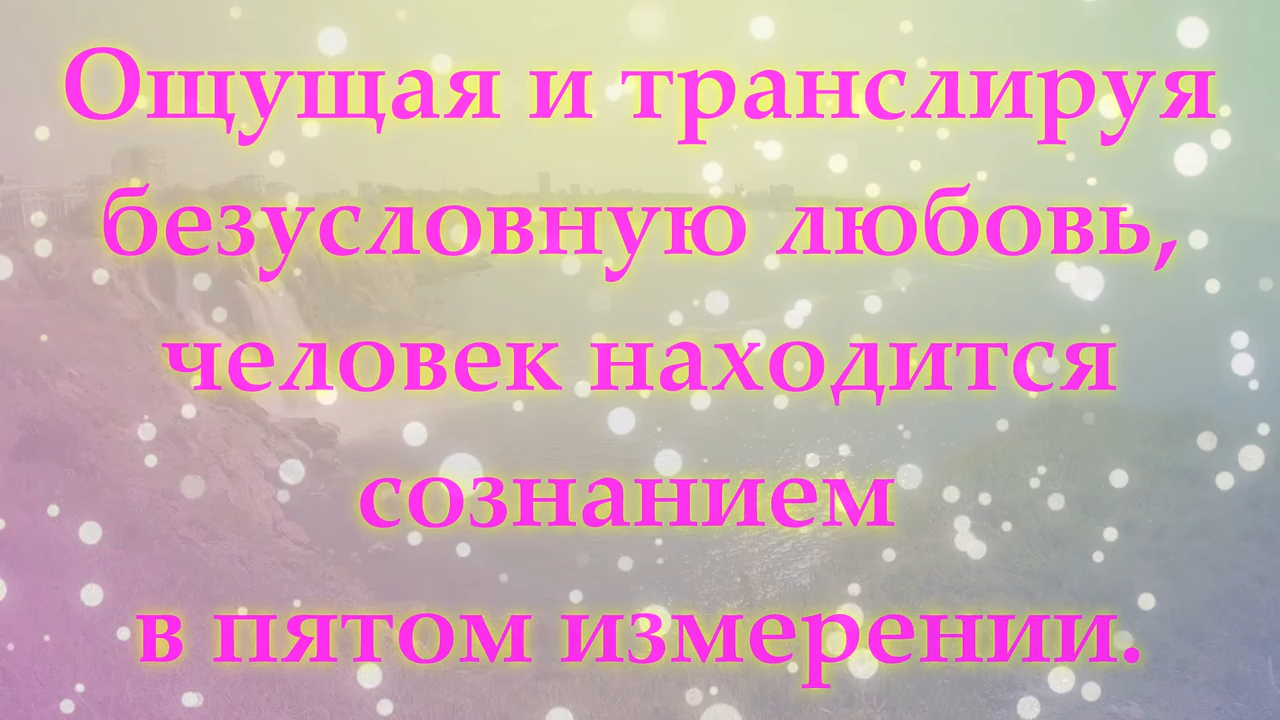 Ощущая и транслируя
безусловную любовь,
человек находится
сознанием
в пятом измерении.